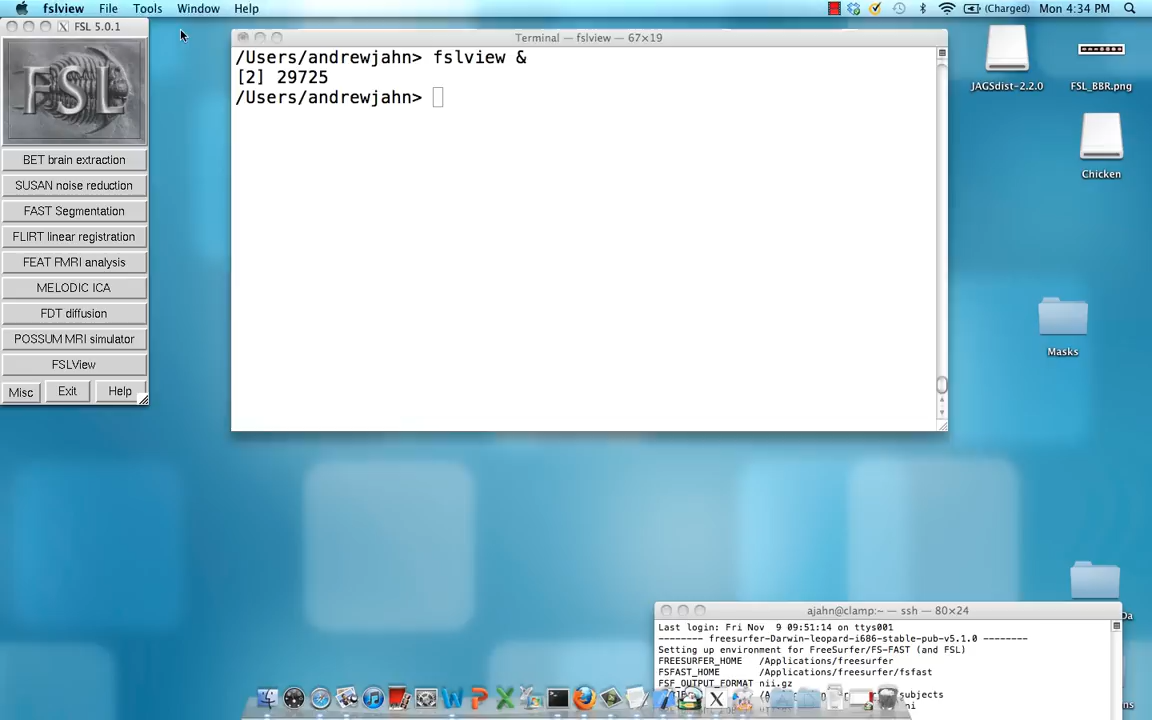 fslview File Tools Window Help
(Charged) Mon 4:34 PM
FSL 5.0.1
FSL
BET brain extraction
SUSAN noise reduction
FAST Segmentation
FLIRT linear registration
FEAT FMRI analysis
MELODIC ICA
FDT diffusion
POSSUM MRI simulator
FSLView
Misc Exit Help
Terminal — fslview — 67×19
/Users/andrewjahn> fslview &
[2] 29725
/Users/andrewjahn>
JAGSdist-2.2.0
FSL_BBR.png
Chicken
Masks
ajahn@clamp:~ — ssh — 80×24
Last login: Fri Nov  9 09:51:14 on ttys001
-------- freesurfer-Darwin-leopard-i686-stable-pub-v5.1.0 --------
Setting up environment for FreeSurfer/FS-FAST (and FSL)
FREESURFER_HOME /Applications/freesurfer
FSFAST_HOME /Applications/freesurfer/fsfast
FSF_OUTPUT_FORMAT nii.gz